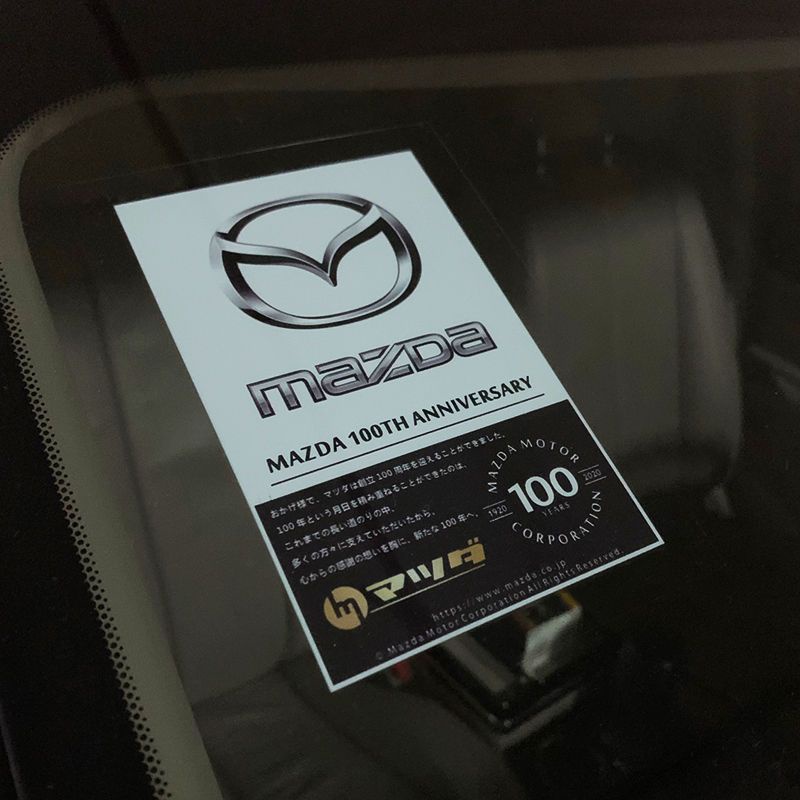 mazda
MAZDA 100TH ANNIVERSARY
おかげ様で、マツダは創立100周年を迎えることができました。
100年という月日を積み重ねることができたのは、
これまでの長い道のりの中、
多くの方々に支えていただいたから。
心からの感謝の想いを胸に、新たな100年へ。
MAZDA MOTOR
1920 100 2020
YEARS
CORPORATION
m マツダ
https://www.mazda.co.jp
© Mazda Motor Corporation All Rights Reserved.